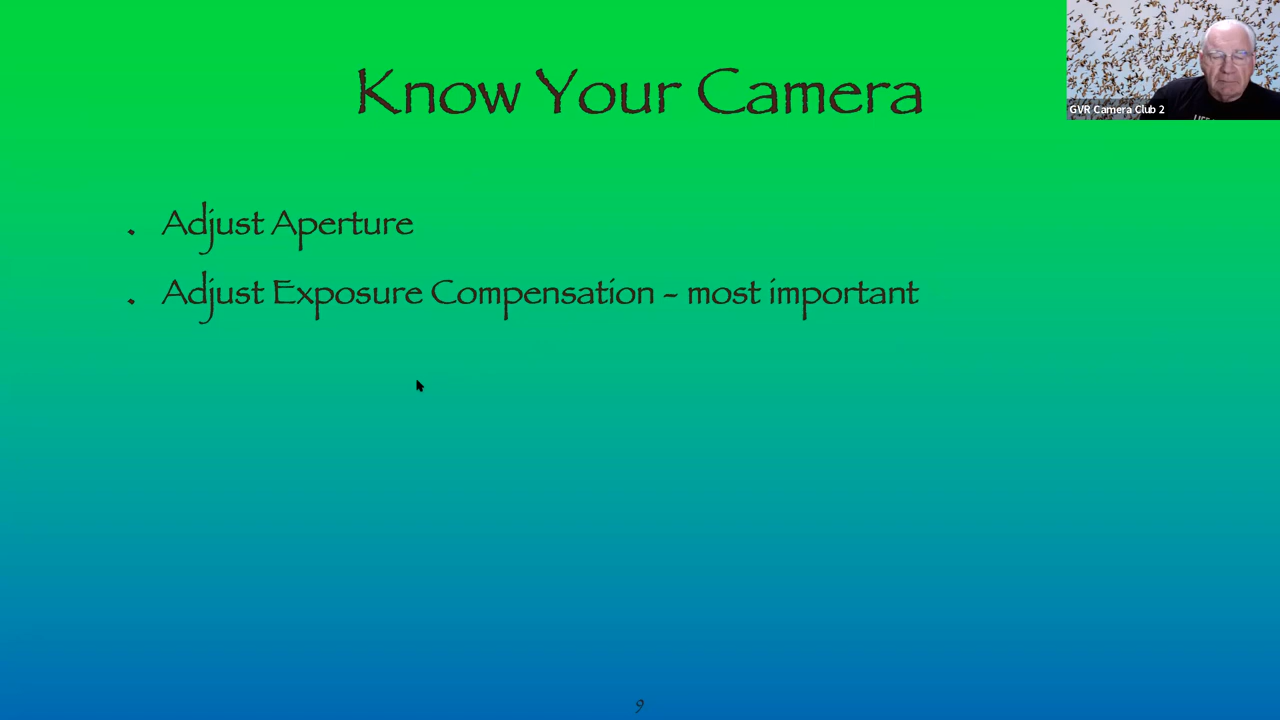 Know Your Camera
GVR Camera Club 2
. Adjust Aperture
. Adjust Exposure Compensation – most important
9